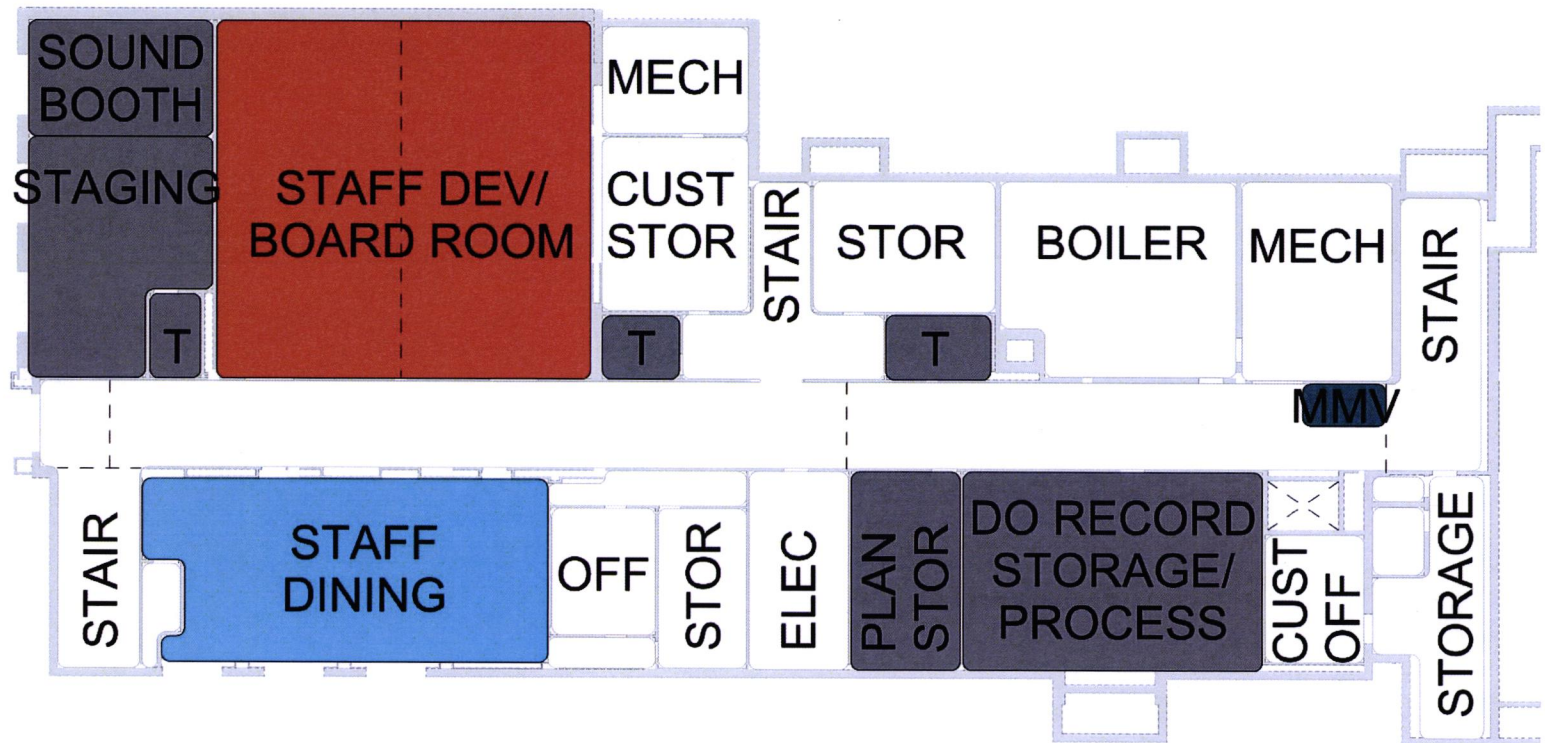 SOUND
BOOTH
STAGING
T
STAFF DEV/
BOARD ROOM
MECH
CUST
STOR
T
STAIR
STOR
T
BOILER
MECH
STAIR
MMV
STAIR
STAFF
DINING
OFF
STOR
ELEC
PLAN
STOR
DO RECORD
STORAGE/
PROCESS
CUST
OFF
STORAGE